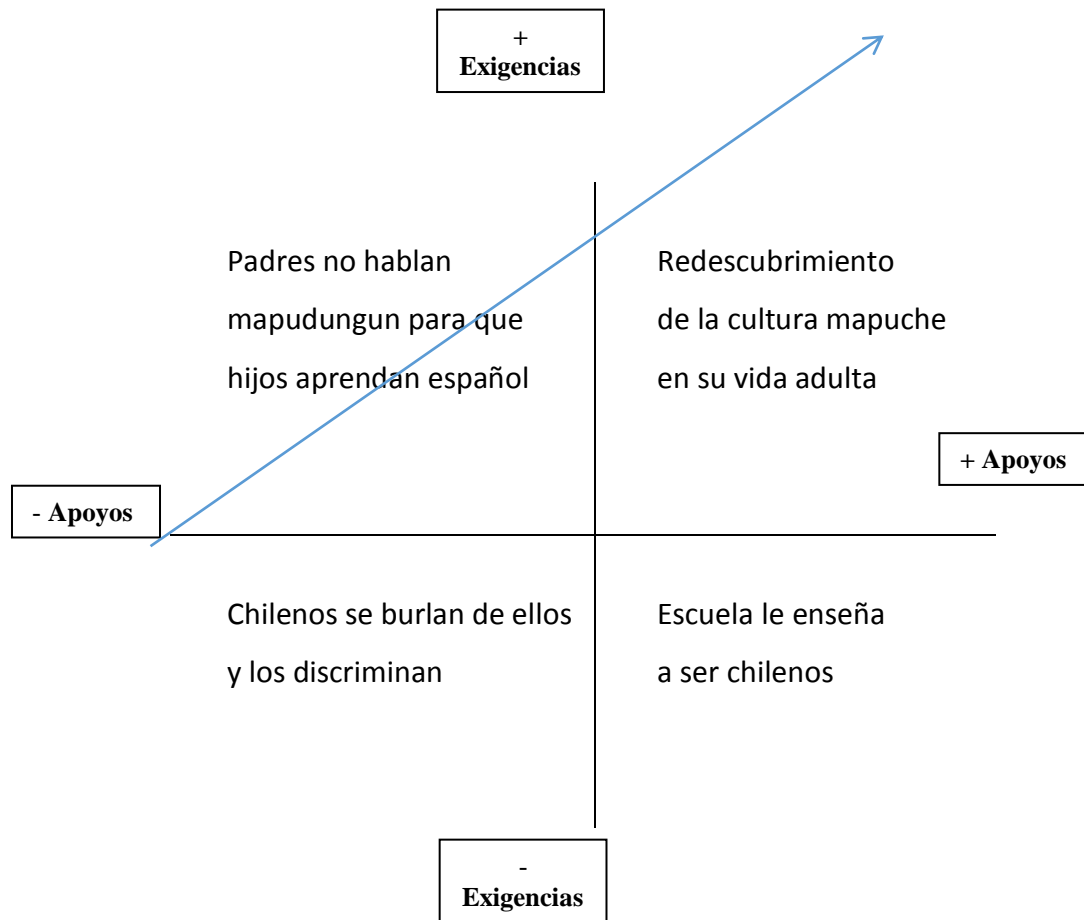 +
Exigencias
Padres no hablan
mapudungun para que
hijos aprendan español
Redescubrimiento
de la cultura mapuche
en su vida adulta
+ Apoyos
- Apoyos
Chilenos se burlan de ellos
y los discriminan
Escuela le enseña
a ser chilenos
-
Exigencias